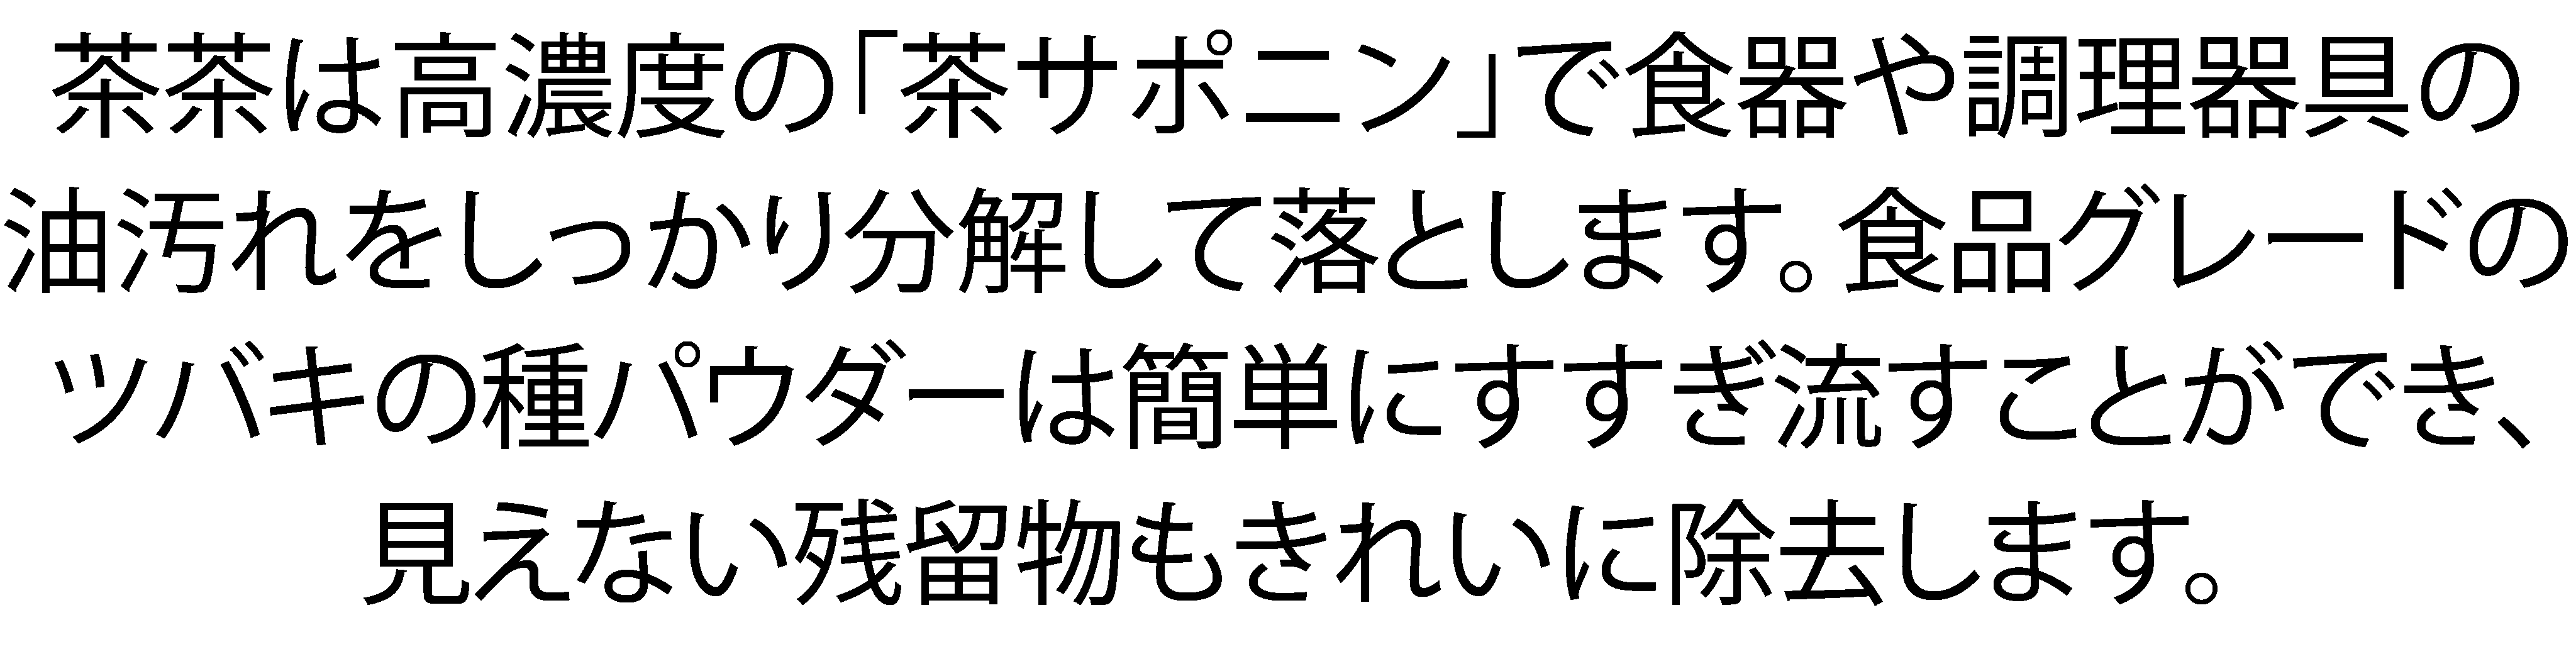 茶茶は高濃度の「茶サポニン」で食器や調理器具の
油汚れをしっかり分解して落とします。食品グレードの
ツバキの種パウダーは簡単にすすぎ流すことができ、
見えない残留物もきれいに除去します。